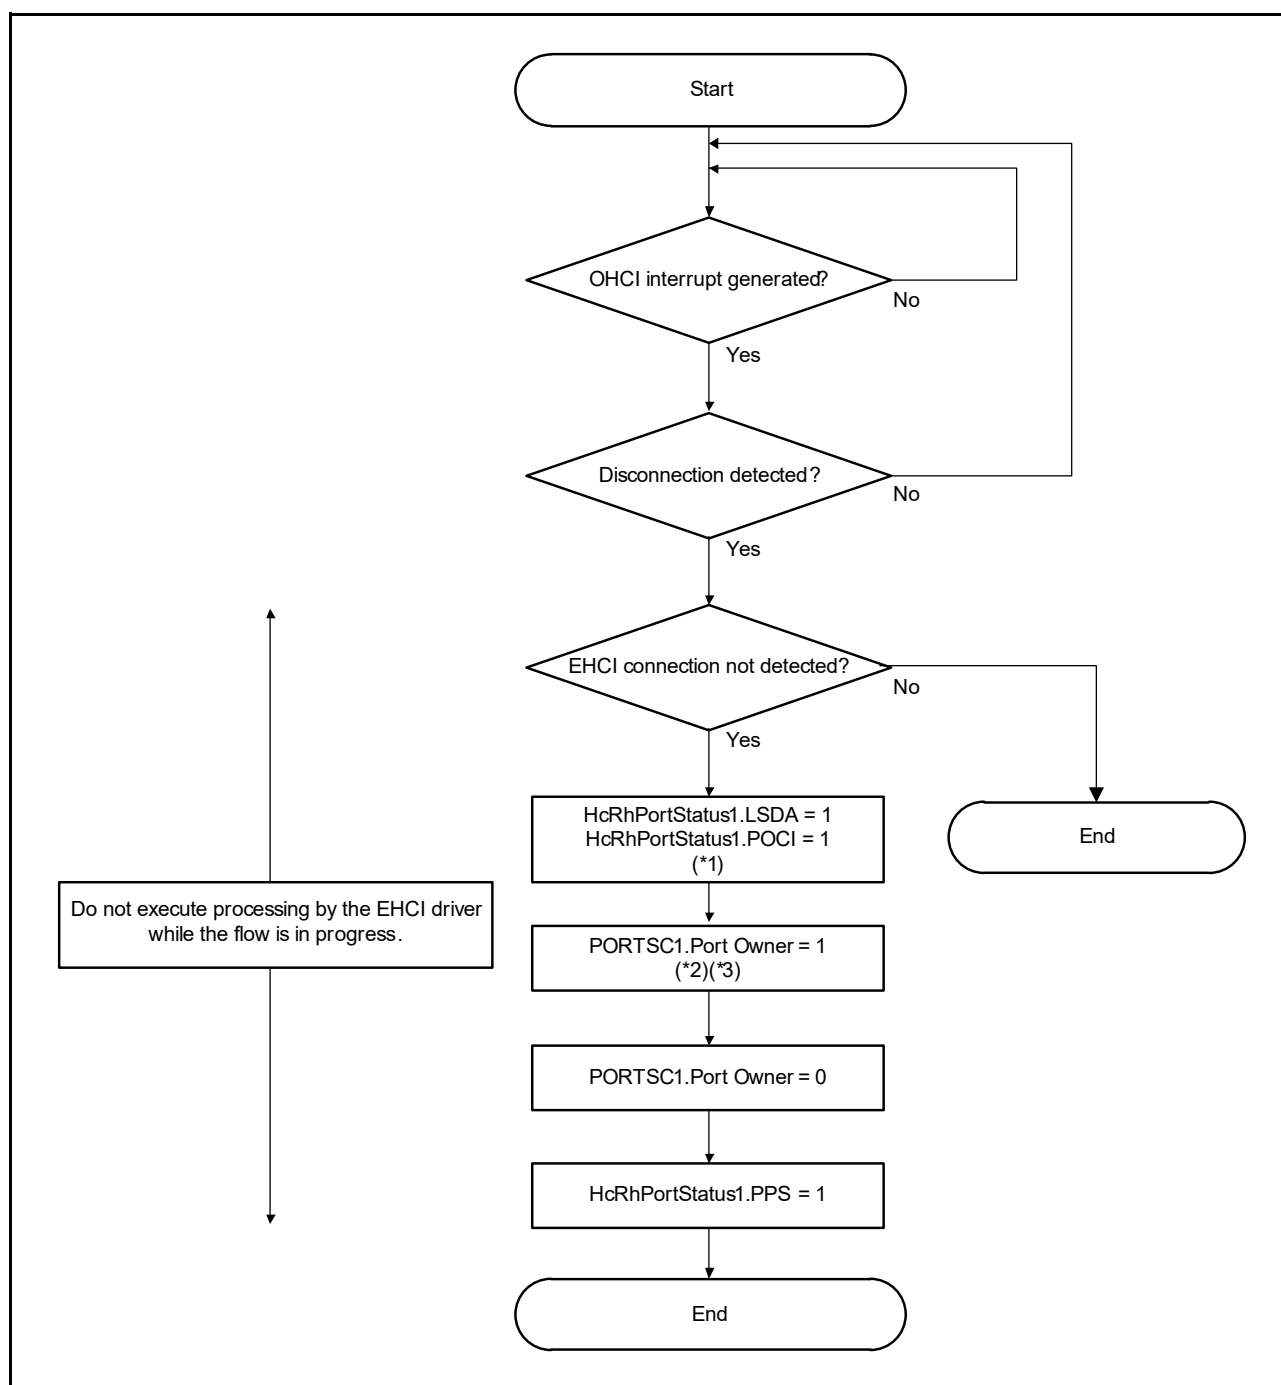 Start
OHCI interrupt generated?
No
Yes
Disconnection detected?
No
Yes
EHCI connection not detected?
No
Yes
HcRhPortStatus1.LSDA = 1
HcRhPortStatus1.POCI = 1
(*1)
End
Do not execute processing by the EHCI driver
while the flow is in progress.
PORTSC1.Port Owner = 1
(*2)(*3)
PORTSC1.Port Owner = 0
HcRhPortStatus1.PPS = 1
End